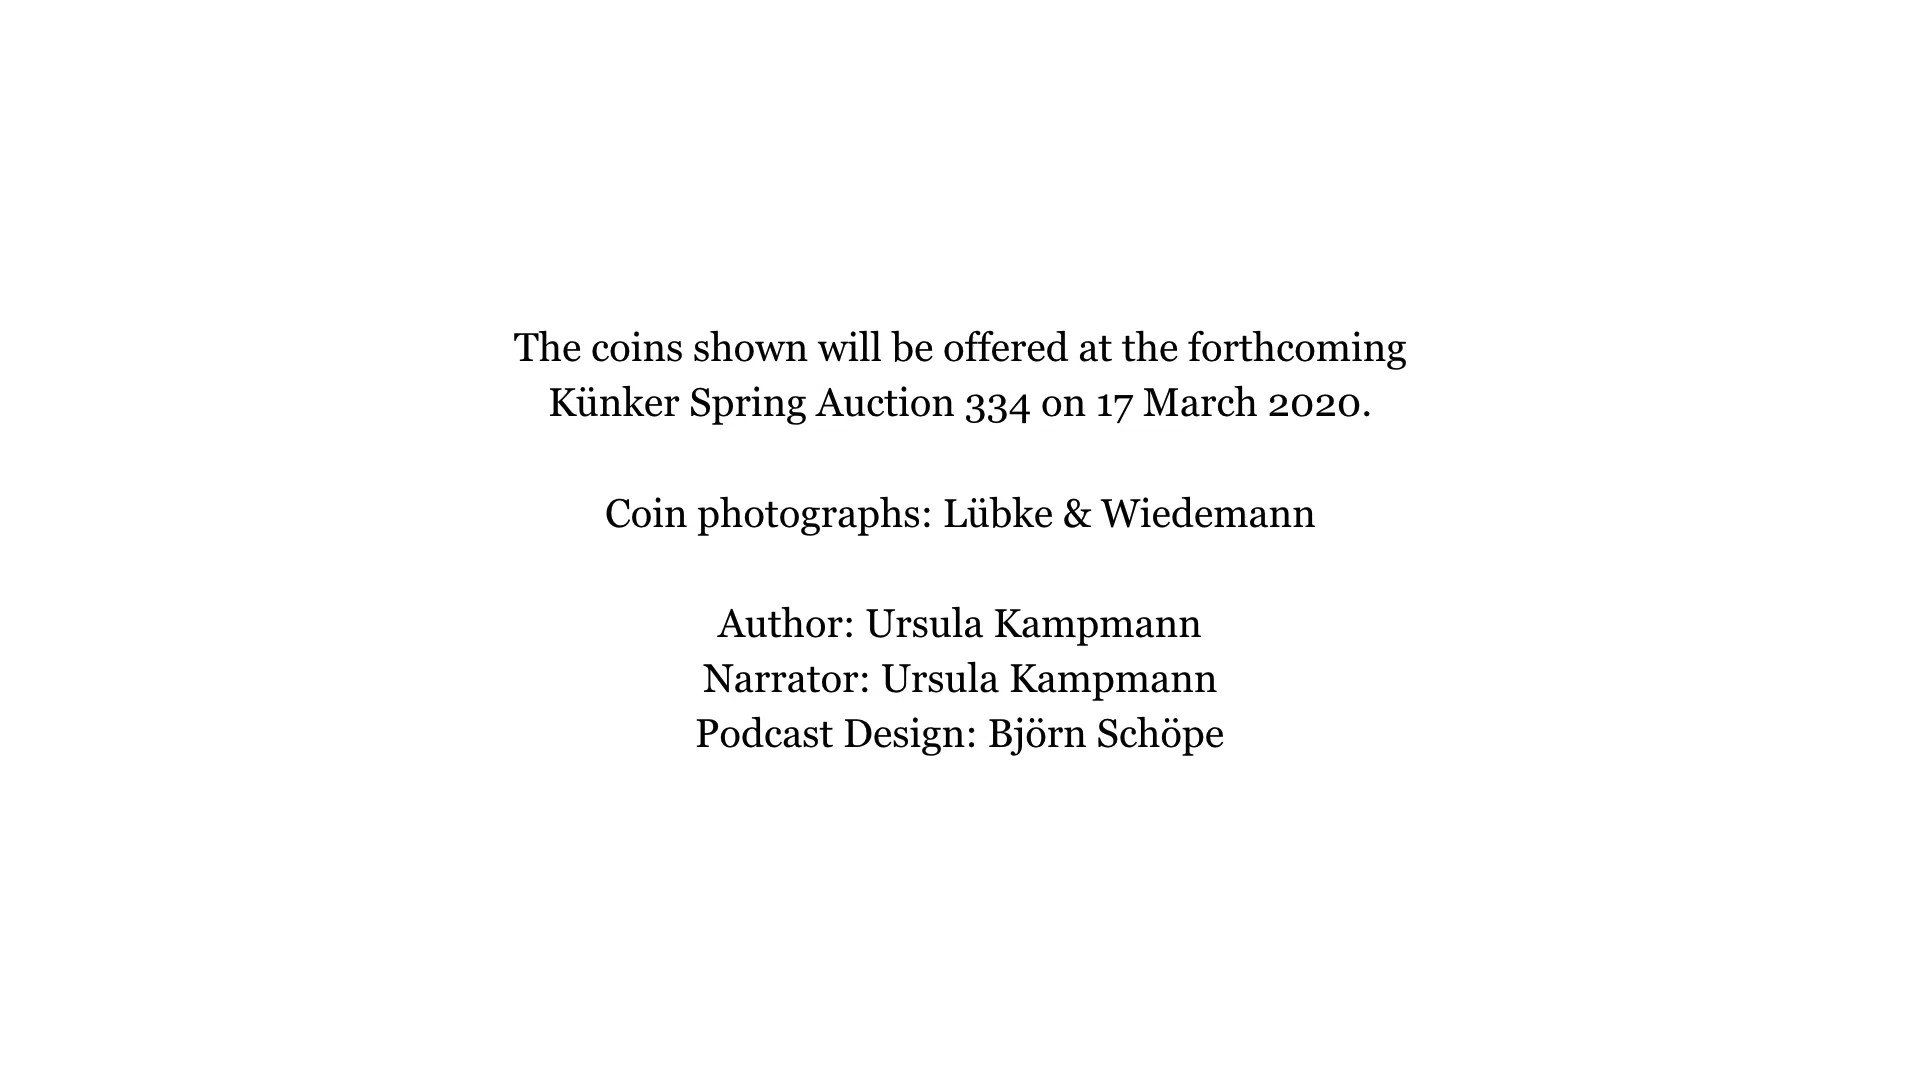 The coins shown will be offered at the forthcoming
Künker Spring Auction 334 on 17 March 2020.
Coin photographs: Lübke & Wiedemann
Author: Ursula Kampmann
Narrator: Ursula Kampmann
Podcast Design: Björn Schöpe